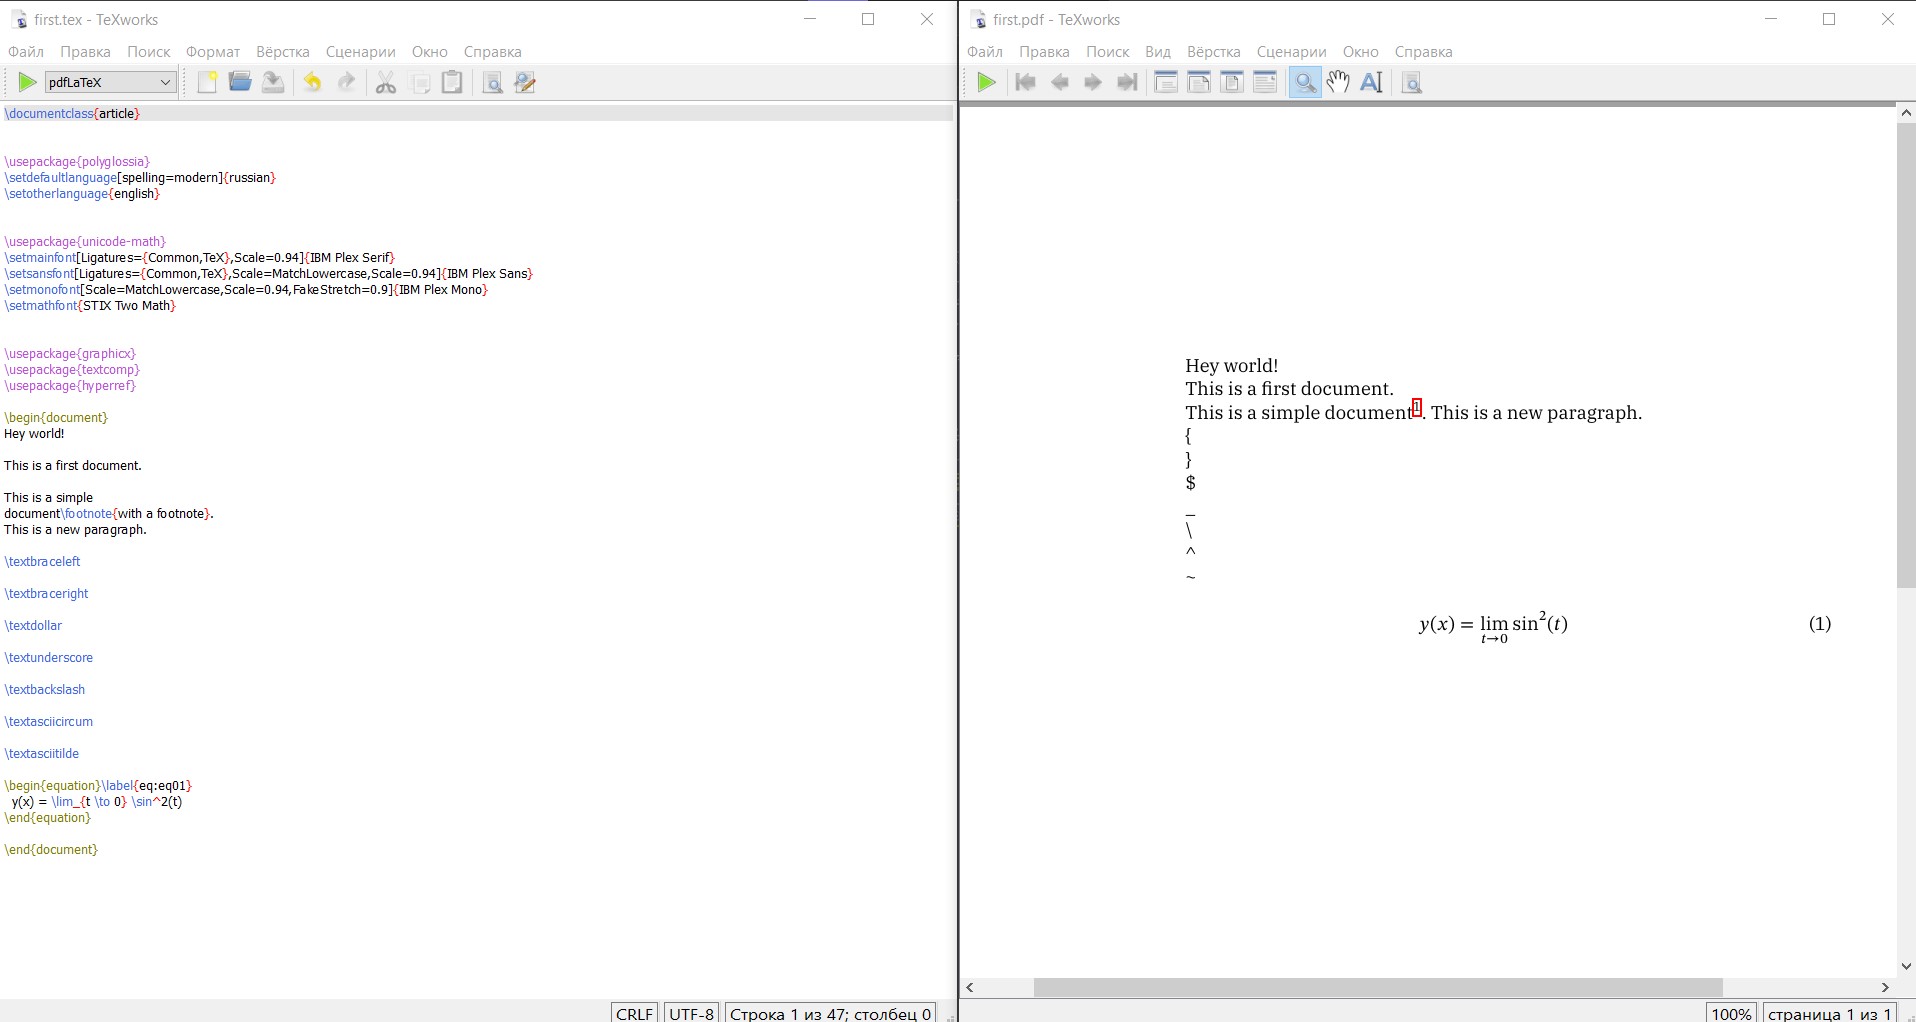 first.tex - TeXworks
Файл Правка Поиск Формат Вёрстка Сценарии Окно Справка
pdfLaTeX
\documentclass{article}
\usepackage{polyglossia}
\setdefaultlanguage[spelling=modern]{russian}
\setotherlanguage{english}
\usepackage{unicode-math}
\setmainfont[Ligatures={Common,TeX},Scale=0.94]{IBM Plex Serif}
\setsansfont[Ligatures={Common,TeX},Scale=MatchLowercase,Scale=0.94]{IBM Plex Sans}
\setmonofont[Scale=MatchLowercase,Scale=0.94,FakeStretch=0.9]{IBM Plex Mono}
\setmathfont{STIX Two Math}
\usepackage{graphicx}
\usepackage{textcomp}
\usepackage{hyperref}
\begin{document}
Hey world!
This is a first document.
This is a simple
document\footnote{with a footnote}.
This is a new paragraph.
\textbraceleft
\textbraceright
\textdollar
\textunderscore
\textbackslash
\textasciicircum
\textasciitilde
\begin{equation}\label{eq:eq01}
y(x) = \lim_{t \to 0} \sin^2(t)
\end{equation}
\end{document}
CRLF UTF-8 Строка 1 из 47; столбец 0
first.pdf - TeXworks
Файл Правка Поиск Вид Вёрстка Сценарии Окно Справка
Hey world!
This is a first document.
This is a simple document¹. This is a new paragraph.
{
}
$
_
\
^
~
y(x) = lim sin²(t) (1)
t→0
100% страница 1 из 1